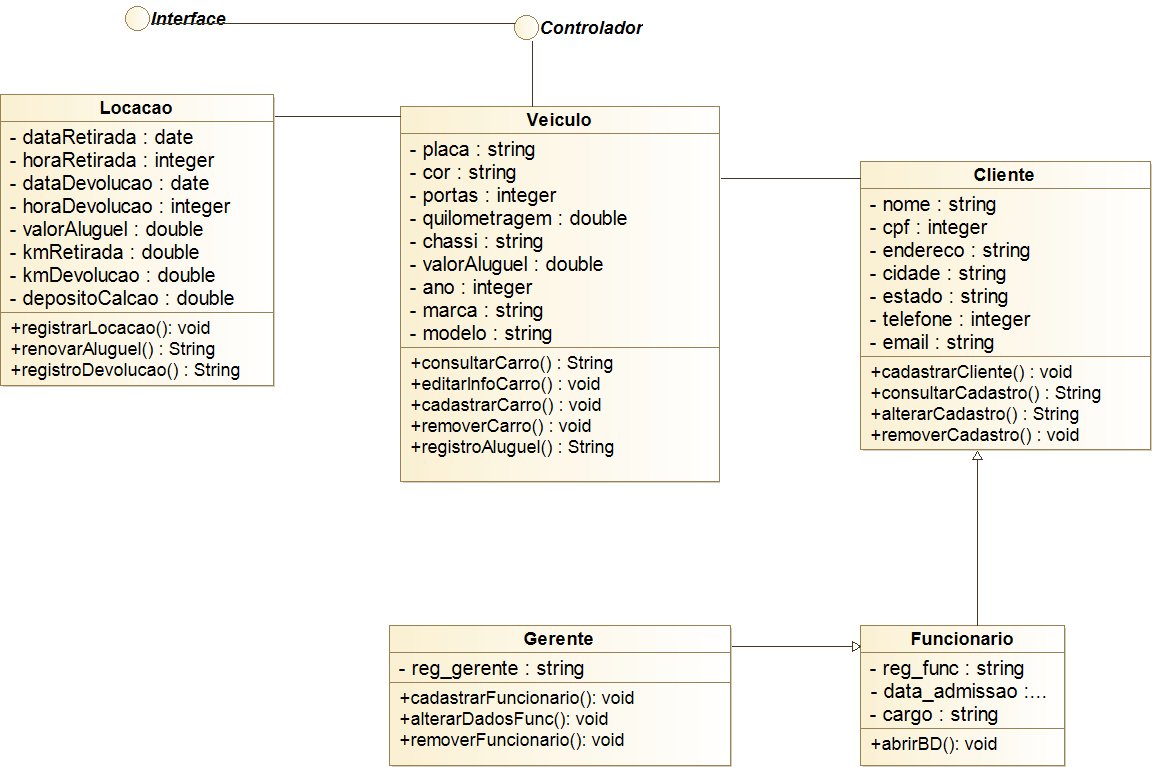 Interface
Controlador
Locacao
- dataRetirada : date
- horaRetirada : integer
- dataDevolucao : date
- horaDevolucao : integer
- valorAluguel : double
- kmRetirada : double
- kmDevolucao : double
- depositoCalcao : double
+registrarLocacao(): void
+renovarAluguel() : String
+registroDevolucao() : String
Veiculo
- placa : string
- cor : string
- portas : integer
- quilometragem : double
- chassi : string
- valorAluguel : double
- ano : integer
- marca : string
- modelo : string
+consultarCarro() : String
+editarInfoCarro() : void
+cadastrarCarro() : void
+removerCarro() : void
+registroAluguel() : String
Cliente
- nome : string
- cpf : integer
- endereco : string
- cidade : string
- estado : string
- telefone : integer
- email : string
+cadastrarCliente() : void
+consultarCadastro() : String
+alterarCadastro() : String
+removerCadastro() : void
Gerente
- reg_gerente : string
+cadastrarFuncionario(): void
+alterarDadosFunc(): void
+removerFuncionario(): void
Funcionario
- reg_func : string
- data_admissao :...
- cargo : string
+abrirBD(): void